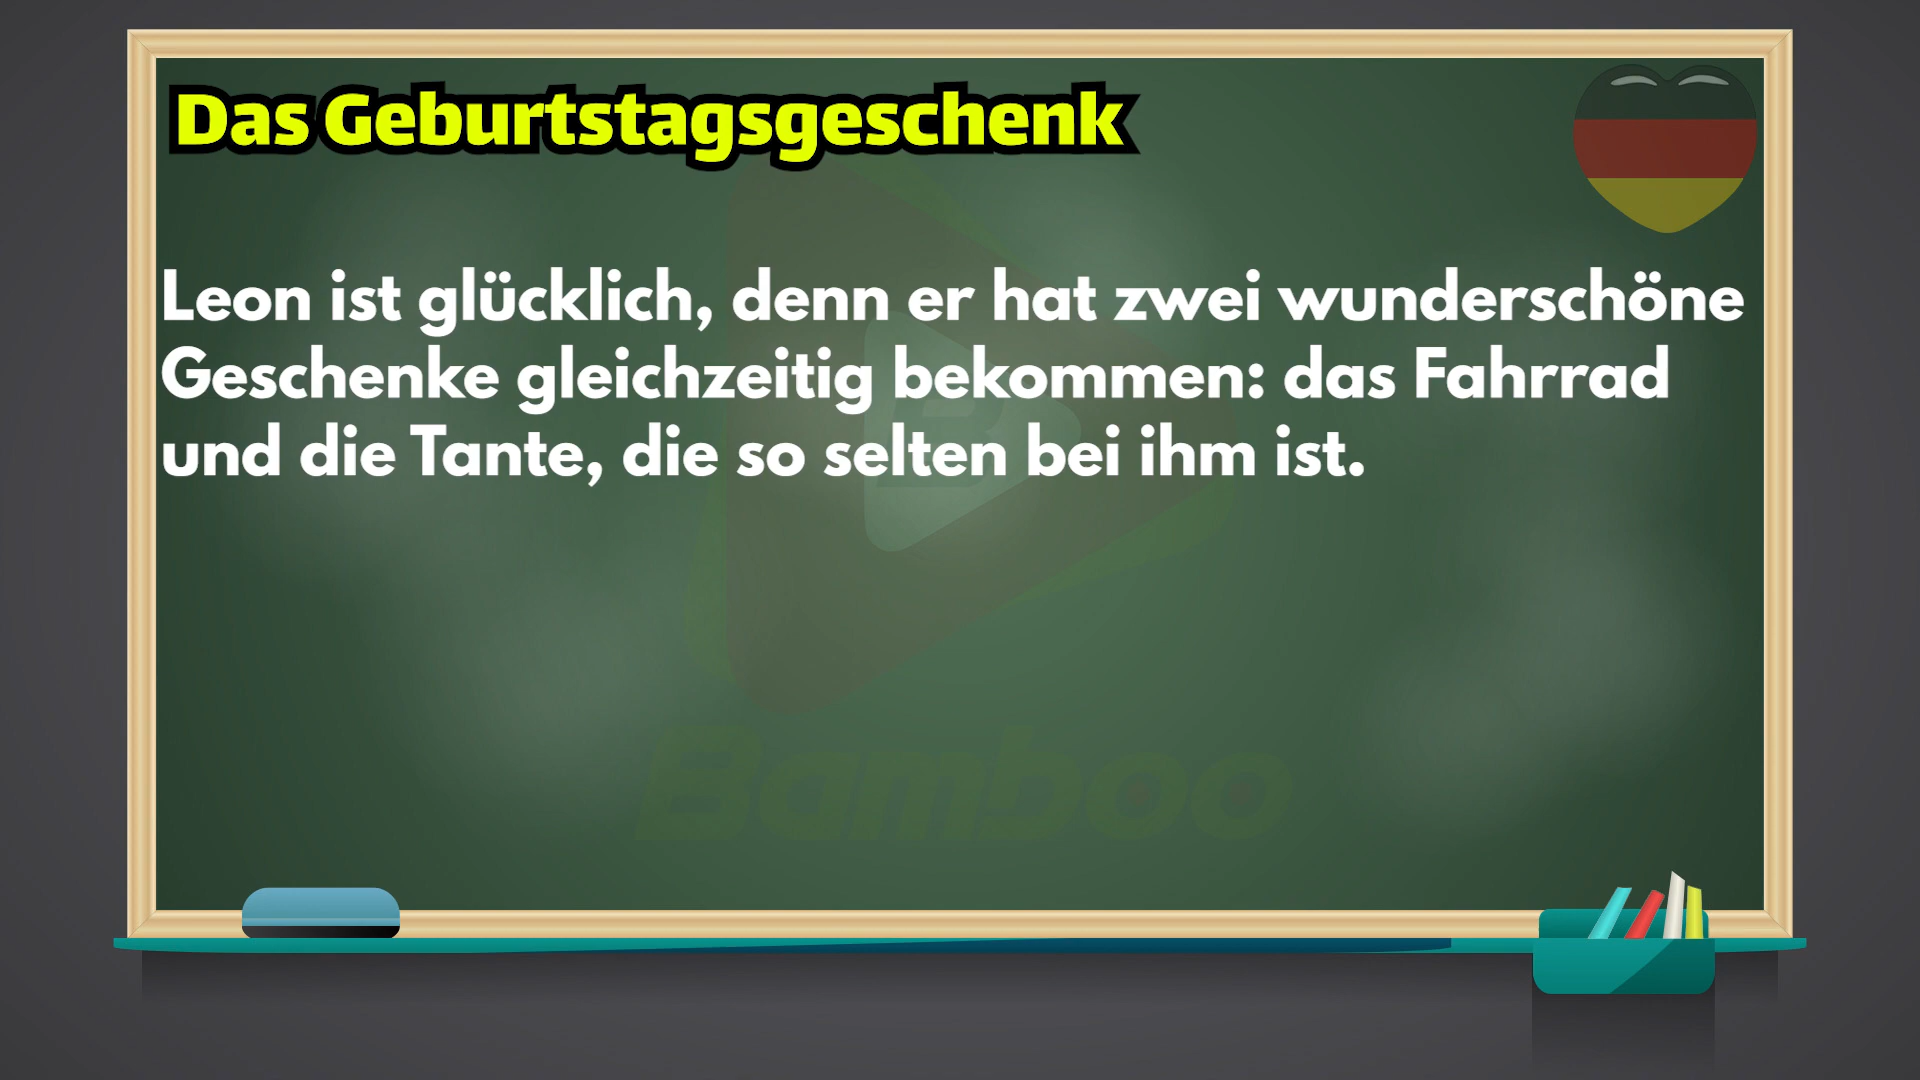 Das Geburtstagsgeschenk
Leon ist glücklich, denn er hat zwei wunderschöne
Geschenke gleichzeitig bekommen: das Fahrrad
und die Tante, die so selten bei ihm ist.
B
Bamboo